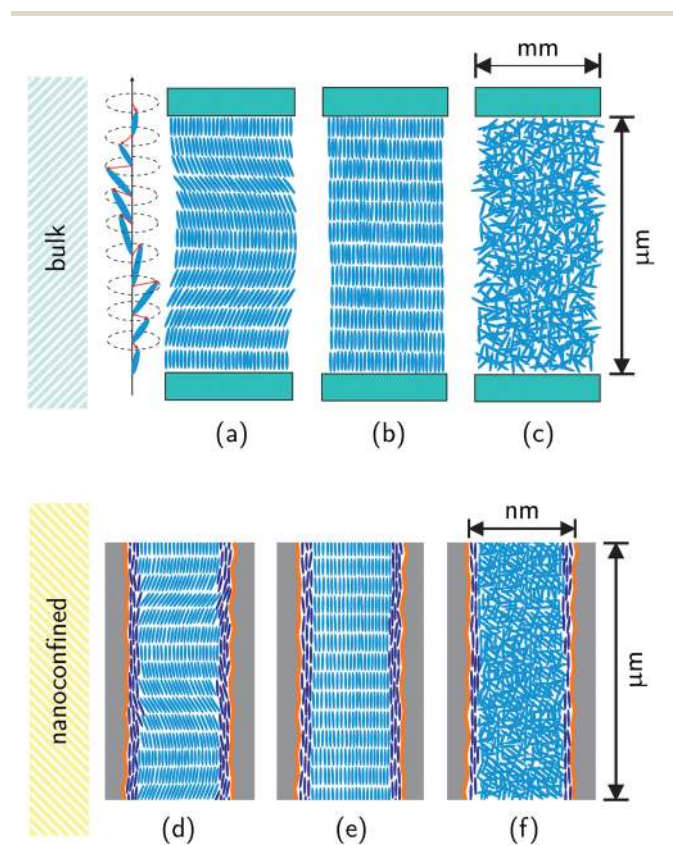 mm
bulk
μm
(a)
(b)
(c)
nm
nanoconfined
μm
(d)
(e)
(f)